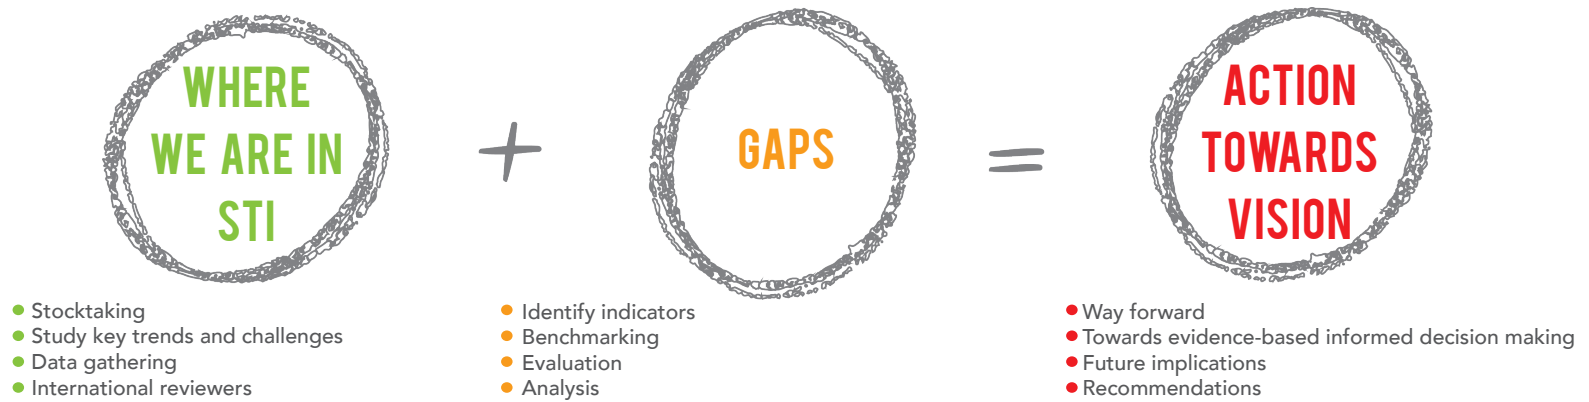 WHERE
WE ARE IN
STI
+
GAPS
=
ACTION
TOWARDS
VISION
• Stocktaking
• Study key trends and challenges
• Data gathering
• International reviewers
• Identify indicators
• Benchmarking
• Evaluation
• Analysis
• Way forward
• Towards evidence-based informed decision making
• Future implications
• Recommendations